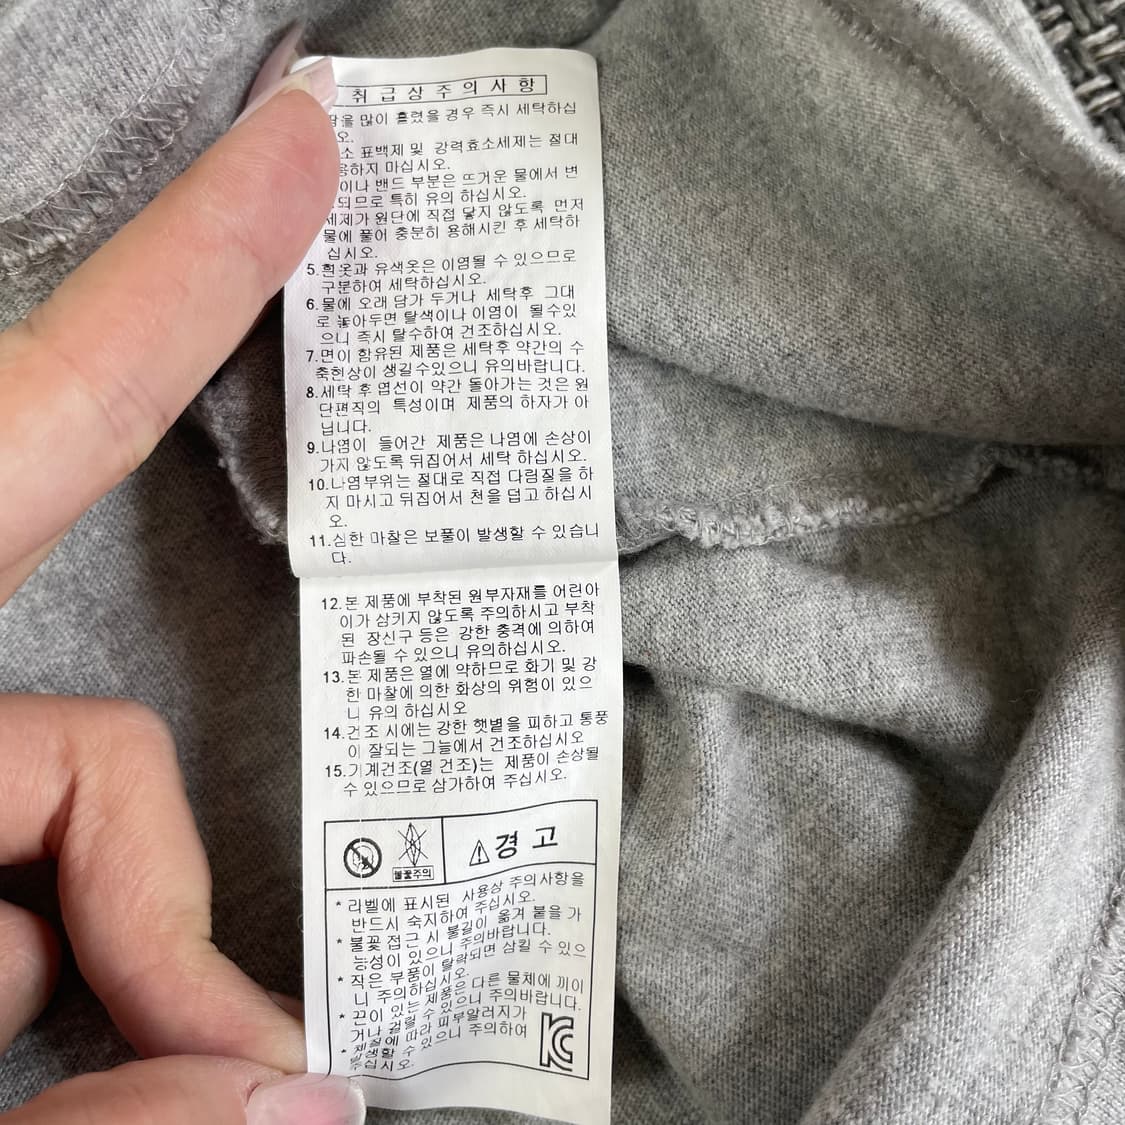 취급상주의사항
많이 흘렸을 경우 즉시 세탁하십
오.
표백제 및 강력효소세제는 절대
하지 마십시오.
이나 밴드 부분은 뜨거운 물에서 변
되므로 특히 유의 하십시오.
세제가 원단에 직접 닿지 않도록 먼저
물에 풀어 충분히 용해시킨 후 세탁하
십시오.
5.흰옷과 유색옷은 이염될 수 있으므로
구분하여 세탁하십시오.
6.물에 오래 담가 두거나 세탁후 그대
로 놓아두면 탈색이나 이염이 될수있
으니 즉시 탈수하여 건조하십시오.
7.면이 함유된 제품은 세탁후 약간의 수
축현상이 생길수있으니 유의바랍니다.
8.세탁 후 옆선이 약간 돌아가는 것은 원
단편직의 특성이며 제품의 하자가 아
닙니다.
9.나염이 들어간 제품은 나염에 손상이
가지 않도록 뒤집어서 세탁 하십시오.
10.나염부위는 절대로 직접 다림질을 하
지 마시고 뒤집어서 천을 덥고 하십시
오.
11.심한 마찰은 보풀이 발생할 수 있습니
다.
12.본 제품에 부착된 원부자재를 어린아
이가 삼키지 않도록 주의하시고 부착
된 장신구 등은 강한 충격에 의하여
파손될 수 있으니 유의하십시오.
13.본 제품은 열에 약하므로 화기 및 강
한 마찰에 의한 화상의 위험이 있으
니 유의 하십시오
14.건조 시에는 강한 햇볕을 피하고 통풍
이 잘되는 그늘에서 건조하십시오
15.기계건조(열 건조)는 제품이 손상될
수 있으므로 삼가하여 주십시오.
불꽃주의
경고
* 라벨에 표시된 사용상 주의사항을
반드시 숙지하여 주십시오.
* 불꽃 접근 시 불길이 옮겨 붙을 가
능성이 있으니 주의바랍니다.
* 작은 부품이 탈락되면 삼킬 수 있으
니 주의하십시오.
* 끈이 있는 제품은 다른 물체에 끼이
거나 걸릴 수 있으니 주의바랍니다.
* 체질에 따라 피부알러지가
발생할 수 있으니 주의하여
주십시오.
KC